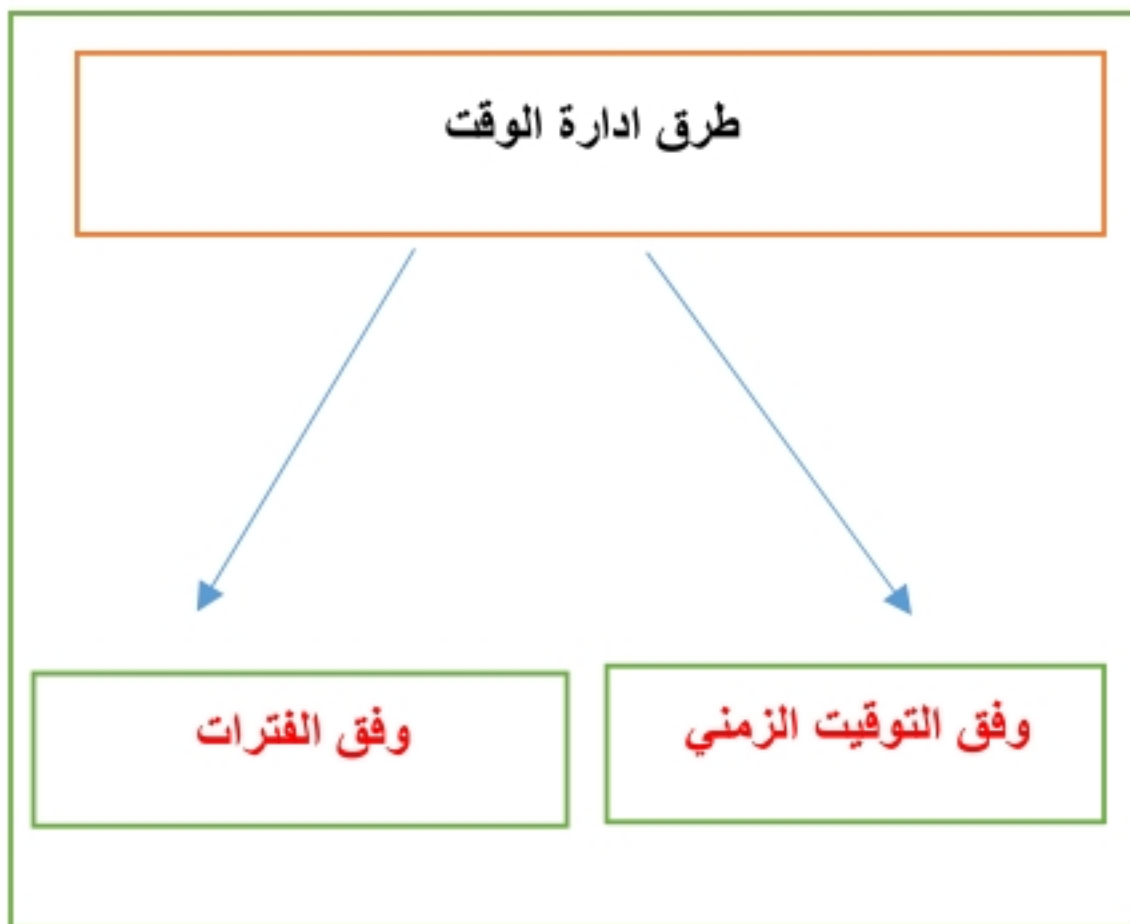 طرق ادارة الوقت
وفق التوقيت الزمني
وفق الفترات